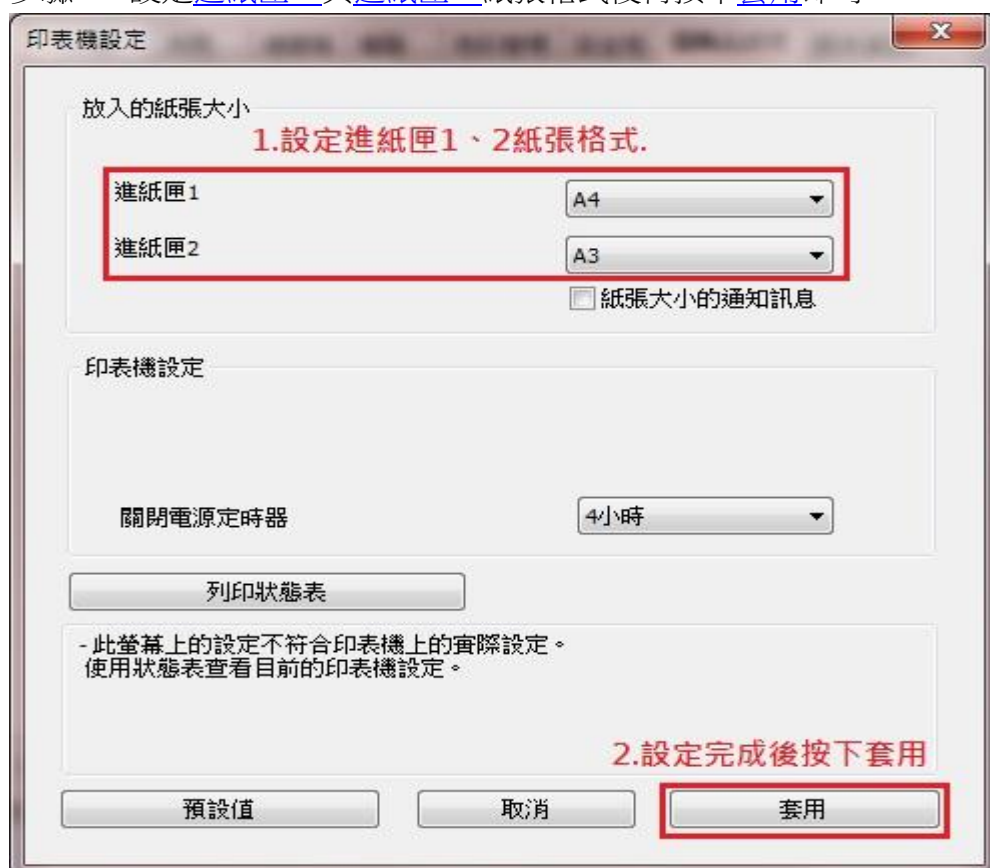 印表機設定
放入的紙張大小
1.設定進紙匣1、2紙張格式.
進紙匣1
A4
進紙匣2
A3
紙張大小的通知訊息
印表機設定
關閉電源定時器
4小時
列印狀態表
- 此螢幕上的設定不符合印表機上的實際設定。
使用狀態表查看目前的印表機設定。
2.設定完成後按下套用
預設值
取消
套用